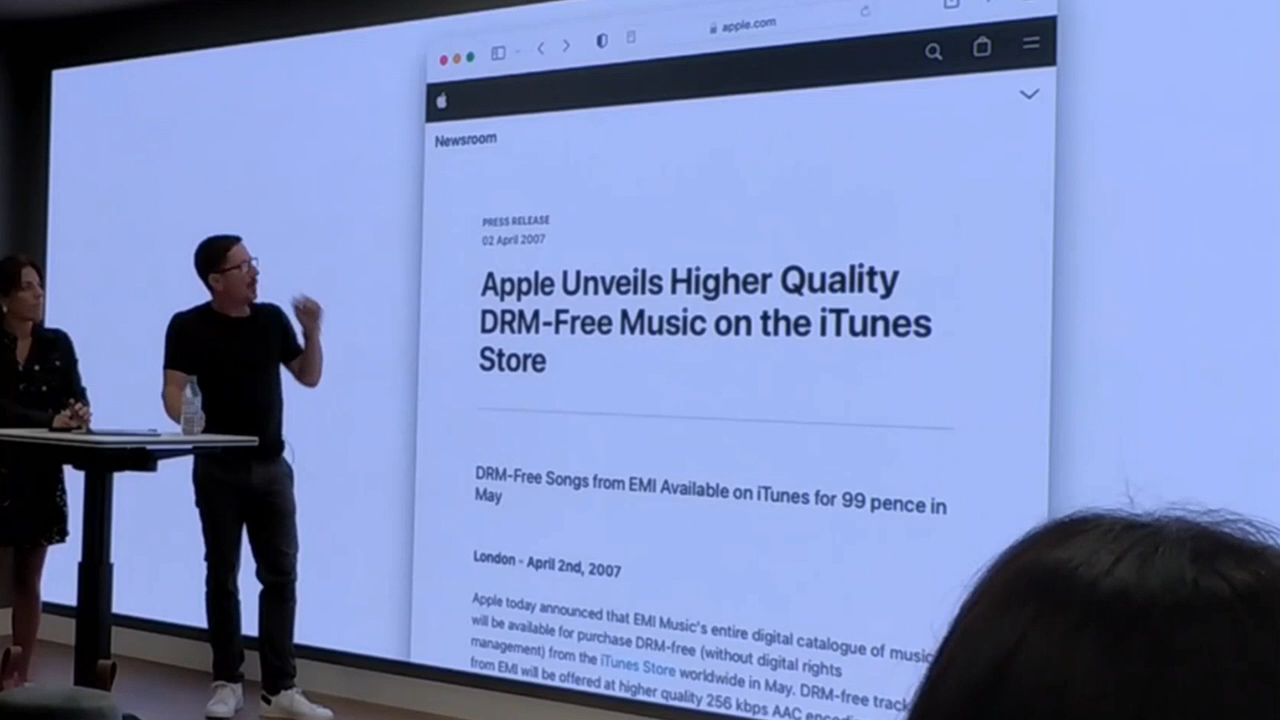 apple.com
Newsroom
PRESS RELEASE
02 April 2007
Apple Unveils Higher Quality
DRM-Free Music on the iTunes
Store
DRM-Free Songs from EMI Available on iTunes for 99 pence in
May
London - April 2nd, 2007
Apple today announced that EMI Music's entire digital catalogue of music
will be available for purchase DRM-free (without digital rights
management) from the iTunes Store worldwide in May. DRM-free
from EMI will be offered at higher quality 256 kbps AAC